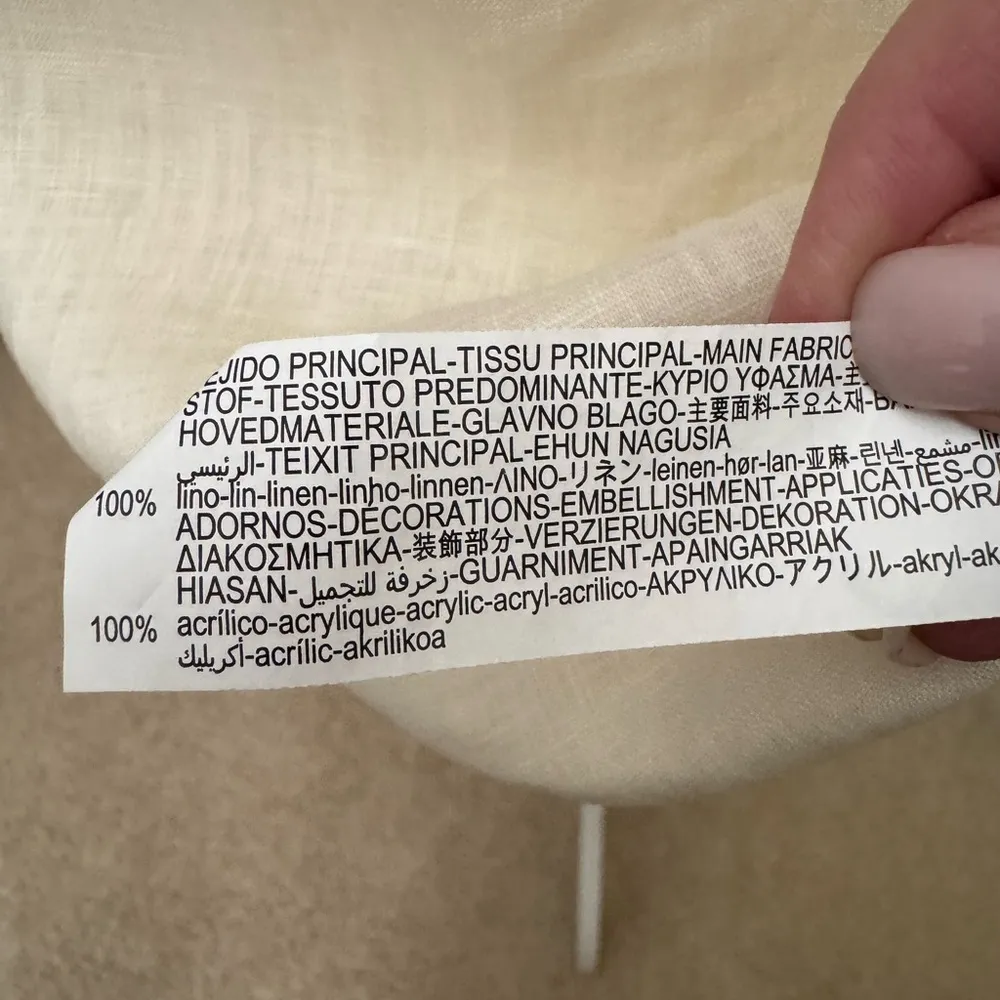 PRINCIPAL-TISSU PRINCIPAL-MAIN FABRIC
STOF-TESSUTO PREDOMINANTE-ΚΥΡΙΟ ΥΦΑΣΜΑ-主
HOVEDMATERIALE-GLAVNO BLAGO-主要面料-주요소재-
الرئيسي-TEIXIT PRINCIPAL-EHUN NAGUSIA
100% lino-lin-linen-linho-linnen-ΛΙΝΟ-リネン-leinen-hør-lan-亚麻-린넨-مشمع-
ADORNOS-DÉCORATIONS-EMBELLISHMENT-APPLICATIES-
ΔΙΑΚΟΣΜΗΤΙΚΑ-装飾部分-VERZIERUNGEN-DEKORATION-
HIASAN-زخرفة للتجميل-GUARNIMENT-APAINGARRIAK
100% acrílico-acrylique-acrylic-acryl-acrilico-ΑΚΡΥΛΙΚΟ-アクリル-akryl-
أكريليك-acrílic-akrilikoa